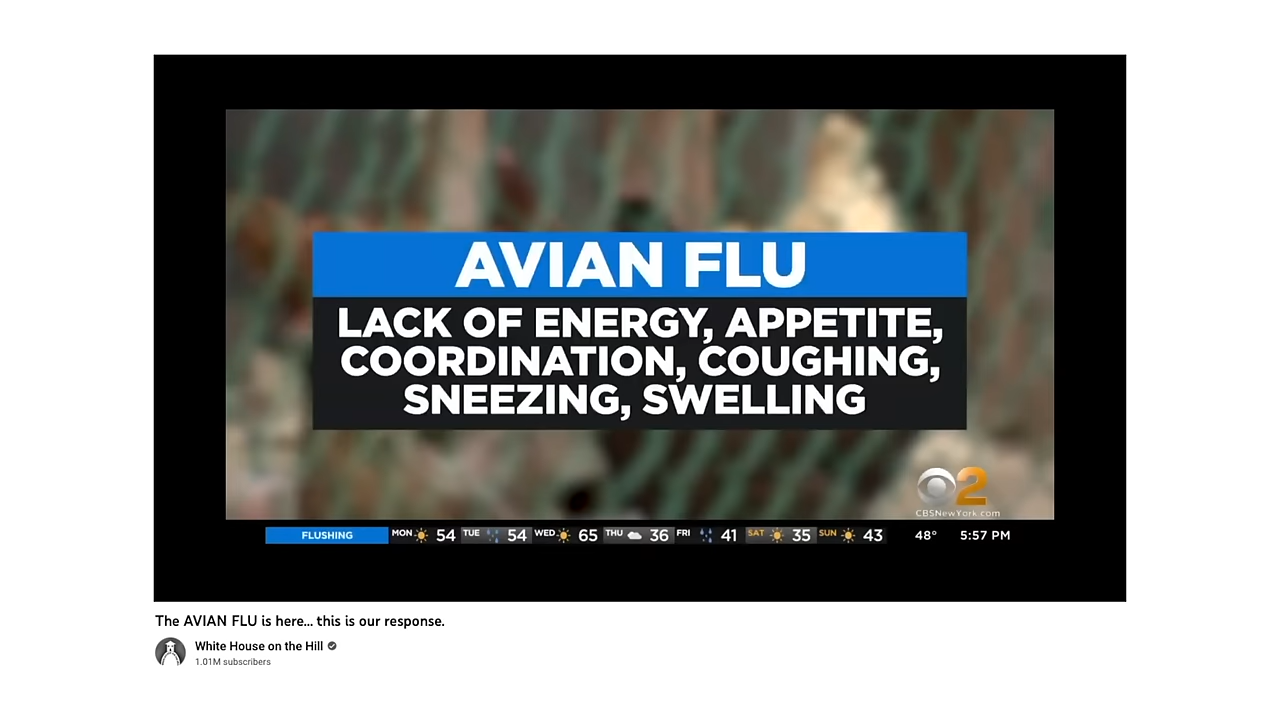 AVIAN FLU
LACK OF ENERGY, APPETITE,
COORDINATION, COUGHING,
SNEEZING, SWELLING
2
CBSNewYork.com
FLUSHING MON 54 TUE 54 WED 65 THU 36 FRI 41 SAT 35 SUN 43 48° 5:57 PM
The AVIAN FLU is here... this is our response.
White House on the Hill
1.01M subscribers